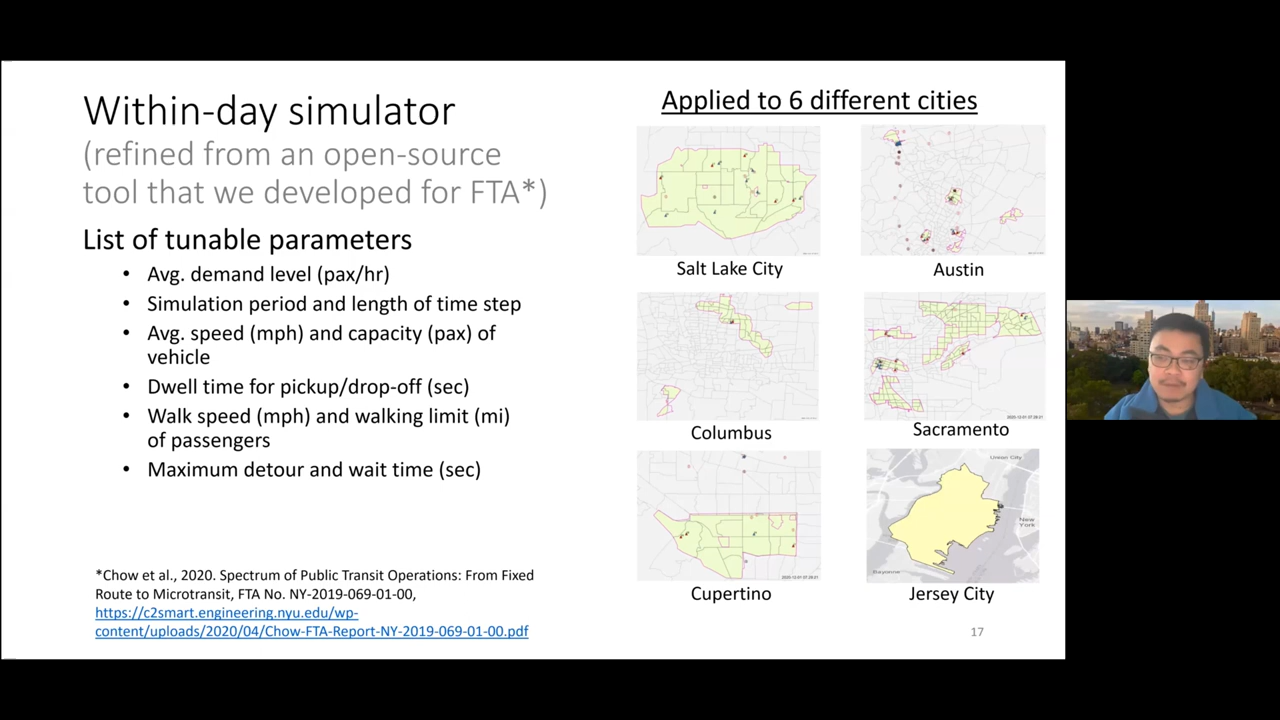 Within-day simulator
(refined from an open-source
tool that we developed for FTA*)
List of tunable parameters
• Avg. demand level (pax/hr)
• Simulation period and length of time step
• Avg. speed (mph) and capacity (pax) of
vehicle
• Dwell time for pickup/drop-off (sec)
• Walk speed (mph) and walking limit (mi)
of passengers
• Maximum detour and wait time (sec)
*Chow et al., 2020. Spectrum of Public Transit Operations: From Fixed
Route to Microtransit, FTA No. NY-2019-069-01-00,
https://c2smart.engineering.nyu.edu/wp-
content/uploads/2020/04/Chow-FTA-Report-NY-2019-069-01-00.pdf
Applied to 6 different cities
Salt Lake City
Austin
Columbus
Sacramento
Cupertino
Union City
New
York
Bayonne
Jersey City
17